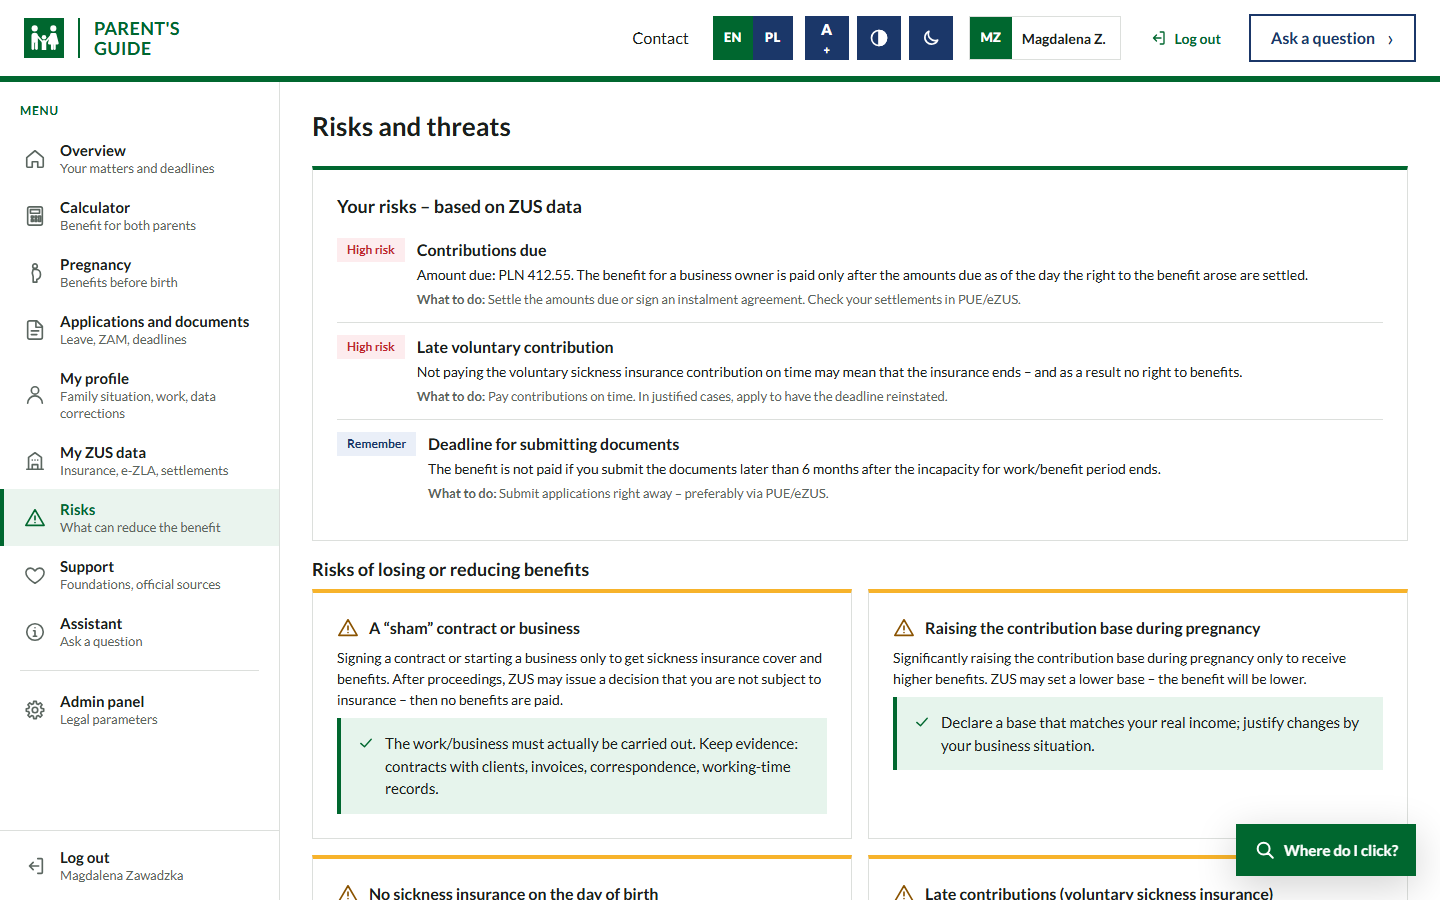 PARENT'S
GUIDE
Contact
EN
PL
A
+
MZ
Magdalena Z.
Log out
Ask a question ›
MENU
Overview
Your matters and deadlines
Calculator
Benefit for both parents
Pregnancy
Benefits before birth
Applications and documents
Leave, ZAM, deadlines
My profile
Family situation, work, data
corrections
My ZUS data
Insurance, e-ZLA, settlements
Risks
What can reduce the benefit
Support
Foundations, official sources
Assistant
Ask a question
Admin panel
Legal parameters
Log out
Magdalena Zawadzka
Risks and threats
Your risks – based on ZUS data
High risk
Contributions due
Amount due: PLN 412.55. The benefit for a business owner is paid only after the amounts due as of the day the right to the benefit arose are settled.
What to do: Settle the amounts due or sign an instalment agreement. Check your settlements in PUE/eZUS.
High risk
Late voluntary contribution
Not paying the voluntary sickness insurance contribution on time may mean that the insurance ends – and as a result no right to benefits.
What to do: Pay contributions on time. In justified cases, apply to have the deadline reinstated.
Remember
Deadline for submitting documents
The benefit is not paid if you submit the documents later than 6 months after the incapacity for work/benefit period ends.
What to do: Submit applications right away – preferably via PUE/eZUS.
Risks of losing or reducing benefits
A “sham” contract or business
Signing a contract or starting a business only to get sickness insurance cover and
benefits. After proceedings, ZUS may issue a decision that you are not subject to
insurance – then no benefits are paid.
The work/business must actually be carried out. Keep evidence:
contracts with clients, invoices, correspondence, working-time
records.
Raising the contribution base during pregnancy
Significantly raising the contribution base during pregnancy only to receive
higher benefits. ZUS may set a lower base – the benefit will be lower.
Declare a base that matches your real income; justify changes by
your business situation.
No sickness insurance on the day of birth
Late contributions (voluntary sickness insurance)
Where do I click?